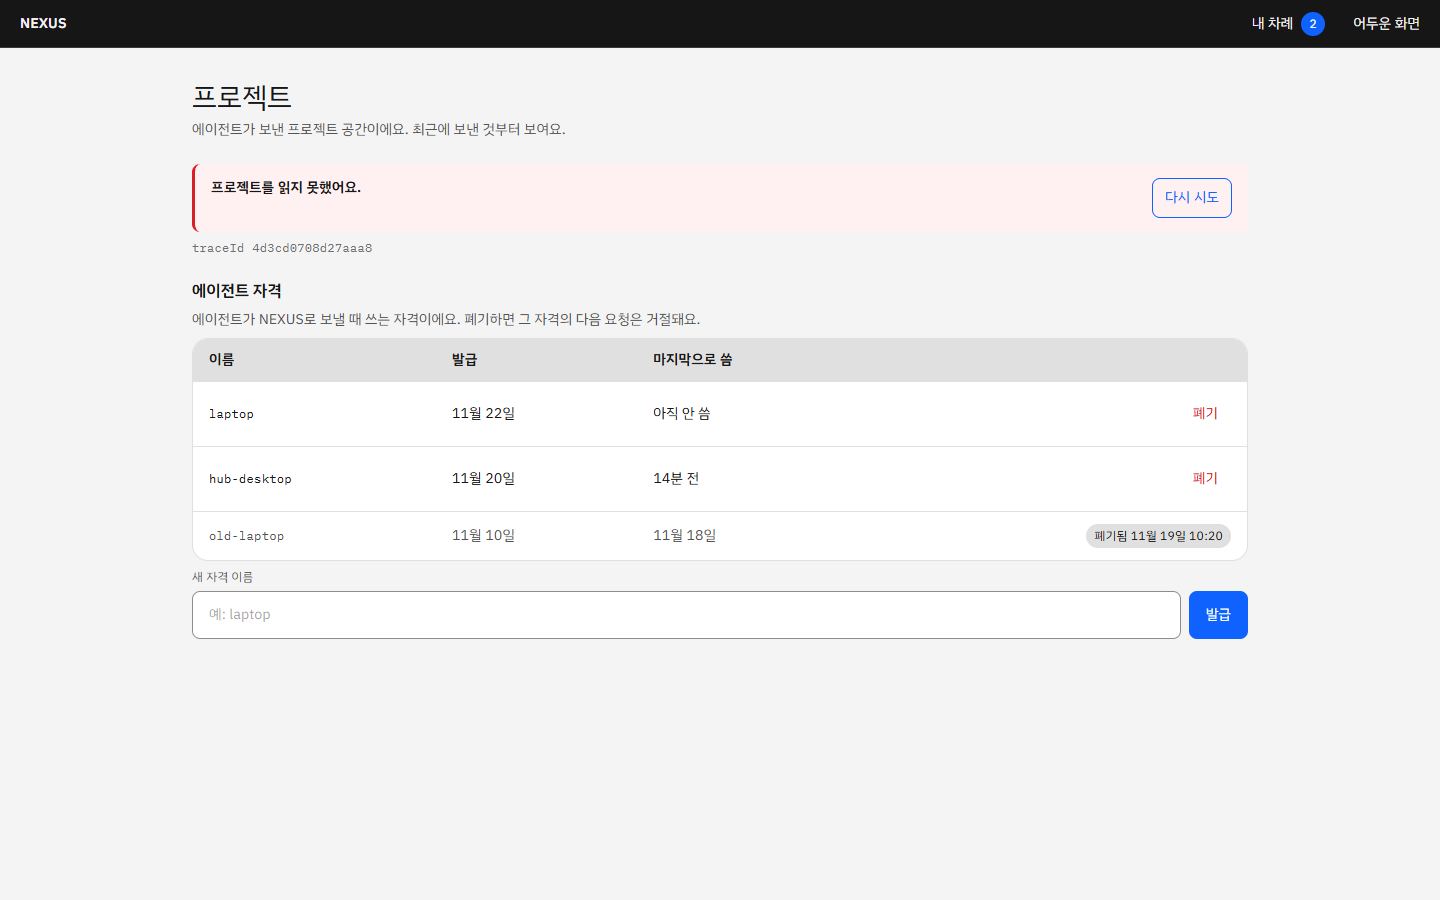 NEXUS
내 차례 2
어두운 화면
프로젝트
에이전트가 보낸 프로젝트 공간이에요. 최근에 보낸 것부터 보여요.
프로젝트를 읽지 못했어요.
다시 시도
traceId 4d3cd0708d27aaa8
에이전트 자격
에이전트가 NEXUS로 보낼 때 쓰는 자격이에요. 폐기하면 그 자격의 다음 요청은 거절돼요.
이름 발급 마지막으로 씀
laptop 11월 22일 아직 안 씀 폐기
hub-desktop 11월 20일 14분 전 폐기
old-laptop 11월 10일 11월 18일 폐기됨 11월 19일 10:20
새 자격 이름
예: laptop
발급